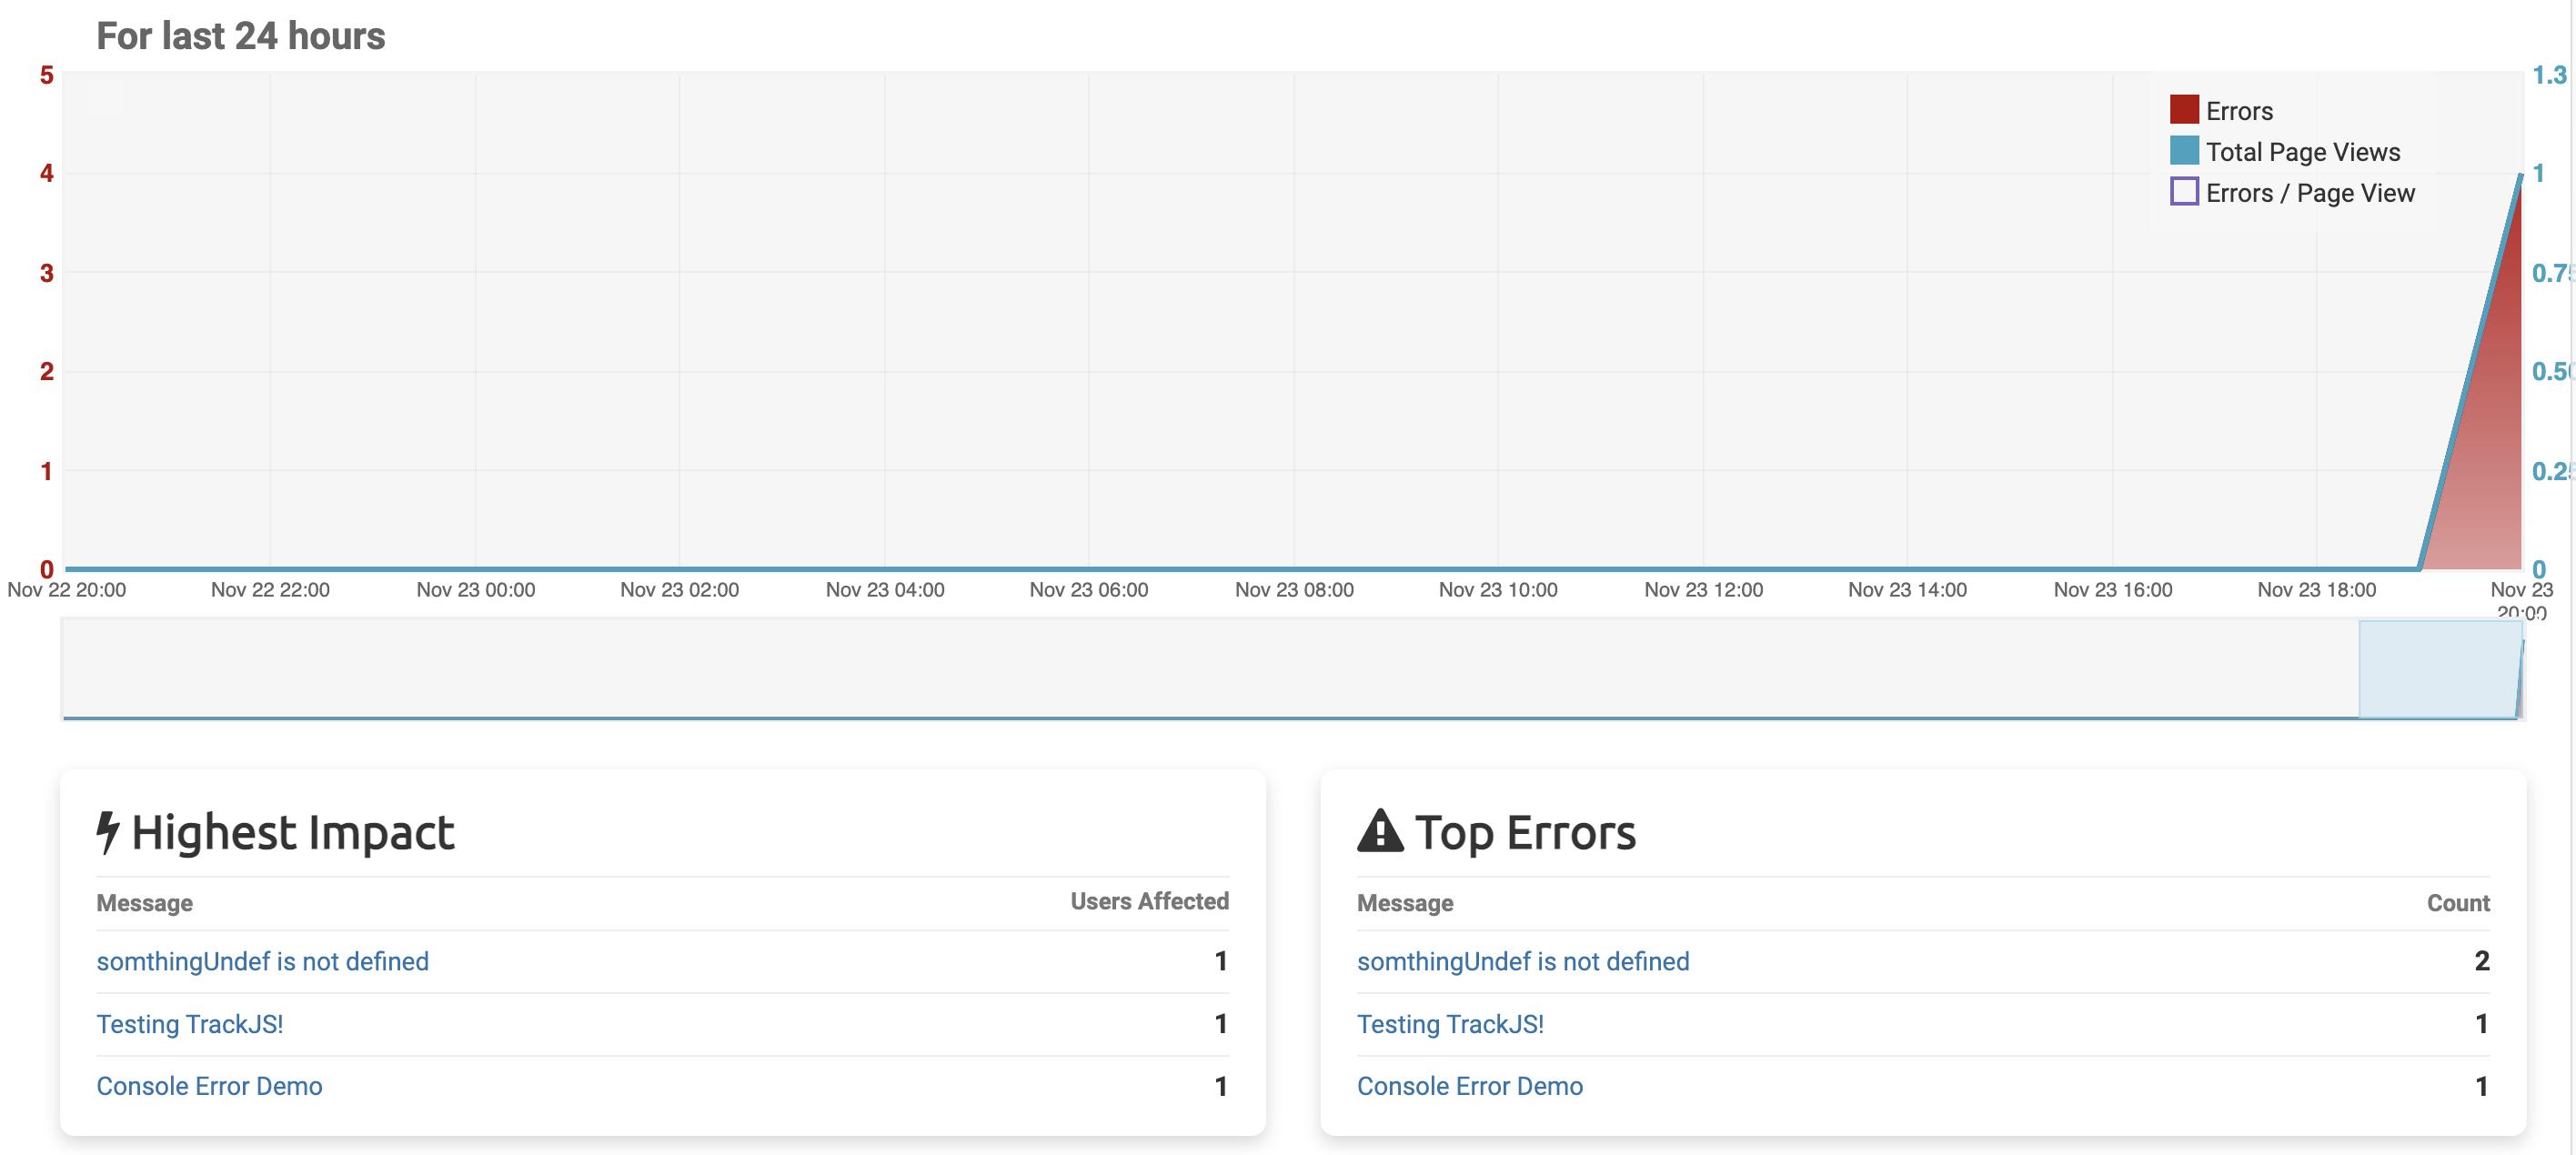 For last 24 hours
5
4
3
2
1
0
1.3
1
0.75
0.50
0.25
0
Errors
Total Page Views
Errors / Page View
Nov 22 20:00
Nov 22 22:00
Nov 23 00:00
Nov 23 02:00
Nov 23 04:00
Nov 23 06:00
Nov 23 08:00
Nov 23 10:00
Nov 23 12:00
Nov 23 14:00
Nov 23 16:00
Nov 23 18:00
Nov 23
20:00
Highest Impact
Message Users Affected
somthingUndef is not defined 1
Testing TrackJS! 1
Console Error Demo 1
Top Errors
Message Count
somthingUndef is not defined 2
Testing TrackJS! 1
Console Error Demo 1